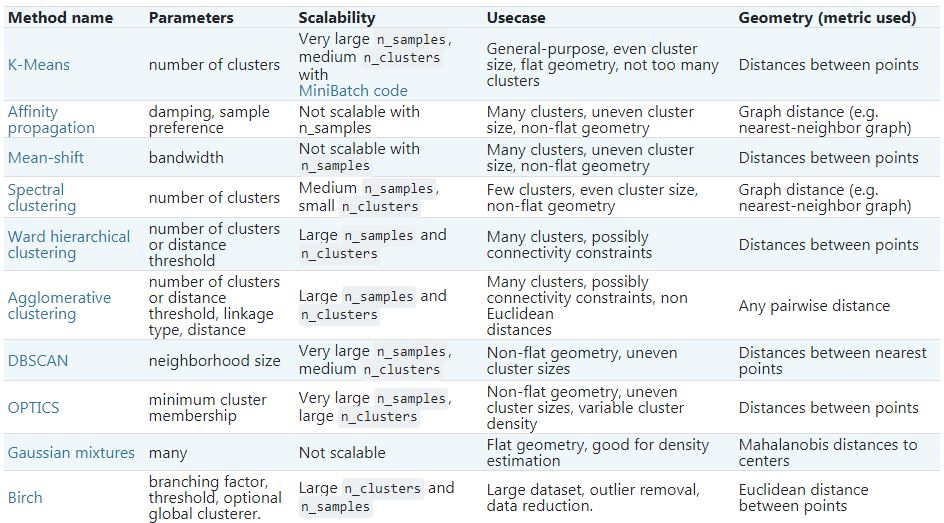 Method name Parameters Scalability Usecase Geometry (metric used)
K-Means
number of clusters
Very large n_samples,
medium n_clusters
with
MiniBatch code
General-purpose, even cluster
size, flat geometry, not too many
clusters
Distances between points
Affinity
propagation
damping, sample
preference
Not scalable with
n_samples
Many clusters, uneven cluster
size, non-flat geometry
Graph distance (e.g.
nearest-neighbor graph)
Mean-shift
bandwidth
Not scalable with
n_samples
Many clusters, uneven cluster
size, non-flat geometry
Distances between points
Spectral
clustering
number of clusters
Medium n_samples,
small n_clusters
Few clusters, even cluster size,
non-flat geometry
Graph distance (e.g.
nearest-neighbor graph)
Ward hierarchical
clustering
number of clusters
or distance
threshold
Large n_samples and
n_clusters
Many clusters, possibly
connectivity constraints
Distances between points
Agglomerative
clustering
number of clusters
or distance
threshold, linkage
type, distance
Large n_samples and
n_clusters
Many clusters, possibly
connectivity constraints, non
Euclidean
distances
Any pairwise distance
DBSCAN
neighborhood size
Very large n_samples,
medium n_clusters
Non-flat geometry, uneven
cluster sizes
Distances between nearest
points
OPTICS
minimum cluster
membership
Very large n_samples,
large n_clusters
Non-flat geometry, uneven
cluster sizes, variable cluster
density
Distances between points
Gaussian mixtures
many
Not scalable
Flat geometry, good for density
estimation
Mahalanobis distances to
centers
Birch
branching factor,
threshold, optional
global clusterer.
Large n_clusters and
n_samples
Large dataset, outlier removal,
data reduction.
Euclidean distance
between points